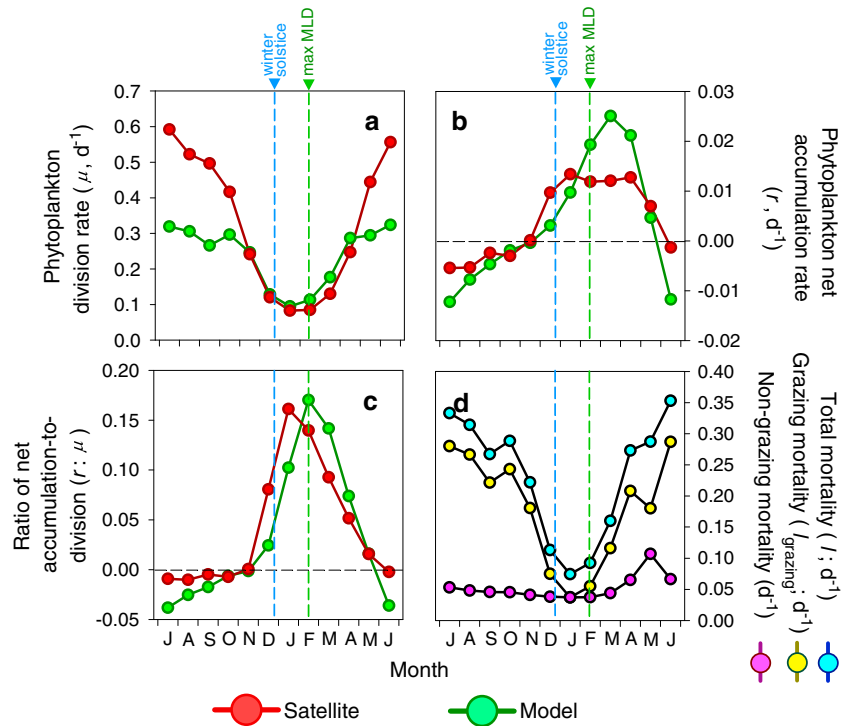 winter
solstice
max MLD
winter
solstice
max MLD
a
0.7
0.6
0.5
0.4
0.3
0.2
0.1
0.0
Phytoplankton
division rate (μ, d-1)
b
0.03
0.02
0.01
0.00
-0.01
-0.02
Phytoplankton net
accumulation rate
(r, d-1)
c
0.20
0.15
0.10
0.05
0.00
-0.05
Ratio of net
accumulation-to-
division (r: μ)
J A S O N D J F M A M J
d
0.40
0.35
0.30
0.25
0.20
0.15
0.10
0.05
0.00
Total mortality (l; d-1)
Grazing mortality (lgrazing; d-1)
Non-grazing mortality (d-1)
J A S O N D J F M A M J
Month
Satellite
Model